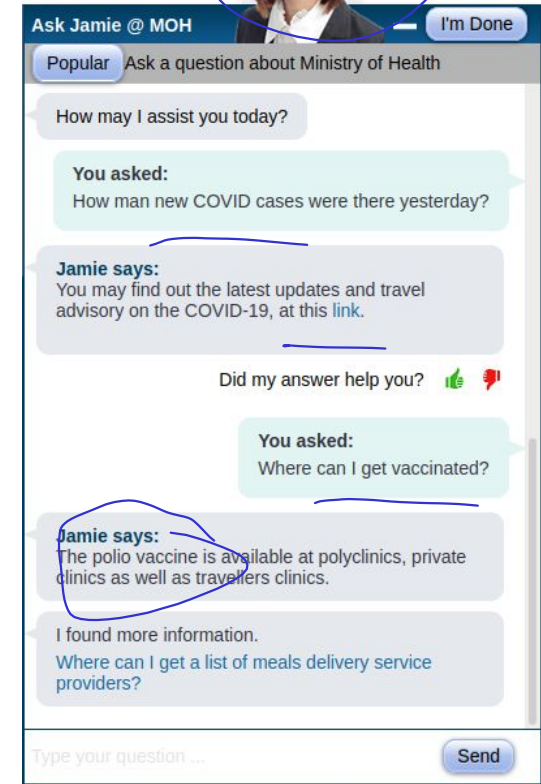 Ask Jamie @ MOH
I'm Done
Popular Ask a question about Ministry of Health
How may I assist you today?
You asked:
How man new COVID cases were there yesterday?
Jamie says:
You may find out the latest updates and travel
advisory on the COVID-19, at this link.
Did my answer help you?
You asked:
Where can I get vaccinated?
Jamie says:
The polio vaccine is available at polyclinics, private
clinics as well as travellers clinics.
I found more information.
Where can I get a list of meals delivery service
providers?
Type your question ...
Send